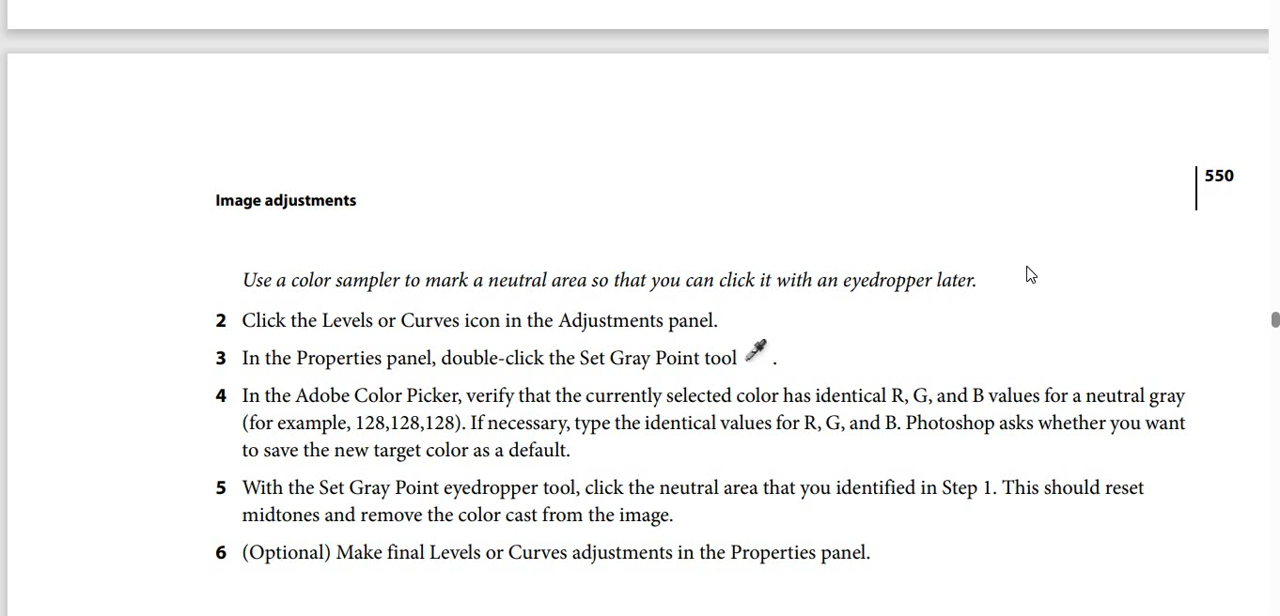 550
Image adjustments
Use a color sampler to mark a neutral area so that you can click it with an eyedropper later.
2 Click the Levels or Curves icon in the Adjustments panel.
3 In the Properties panel, double-click the Set Gray Point tool .
4 In the Adobe Color Picker, verify that the currently selected color has identical R, G, and B values for a neutral gray
(for example, 128,128,128). If necessary, type the identical values for R, G, and B. Photoshop asks whether you want
to save the new target color as a default.
5 With the Set Gray Point eyedropper tool, click the neutral area that you identified in Step 1. This should reset
midtones and remove the color cast from the image.
6 (Optional) Make final Levels or Curves adjustments in the Properties panel.